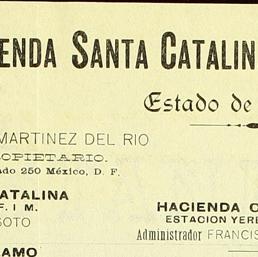 ENDA SANTA CATALIN
Estado de
MARTINEZ DEL RIO
OPIETARIO.
ado 250 México, D. F.
CATALINA
F. I M.
SOTO
HACIENDA C
ESTACION YERE
Administrador FRANCIS
AMO